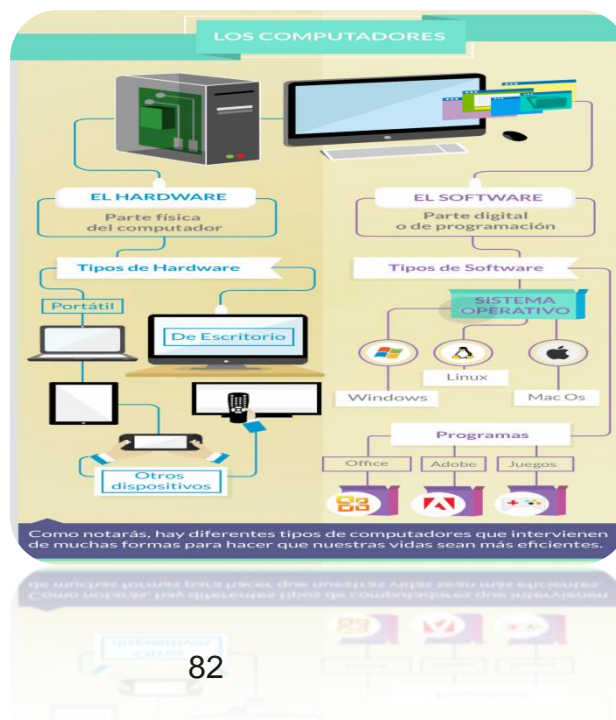 LOS COMPUTADORES
EL HARDWARE
Parte física
del computador
Tipos de Hardware
Portátil
De Escritorio
Otros
dispositivos
EL SOFTWARE
Parte digital
o de programación
Tipos de Software
SISTEMA
OPERATIVO
Windows
Linux
Mac Os
Programas
Office
Adobe
Juegos
Como notarás, hay diferentes tipos de computadores que intervienen
de muchas formas para hacer que nuestras vidas sean más eficientes.
82